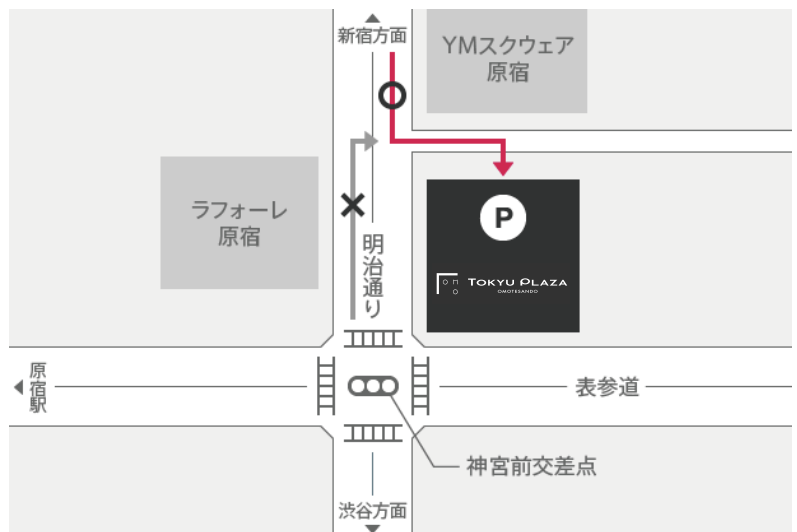 新宿方面
YMスクウェア
原宿
ラフォーレ
原宿
P
明治通り
TOKYU PLAZA
OMOTESANDO
原宿駅
表参道
神宮前交差点
渋谷方面